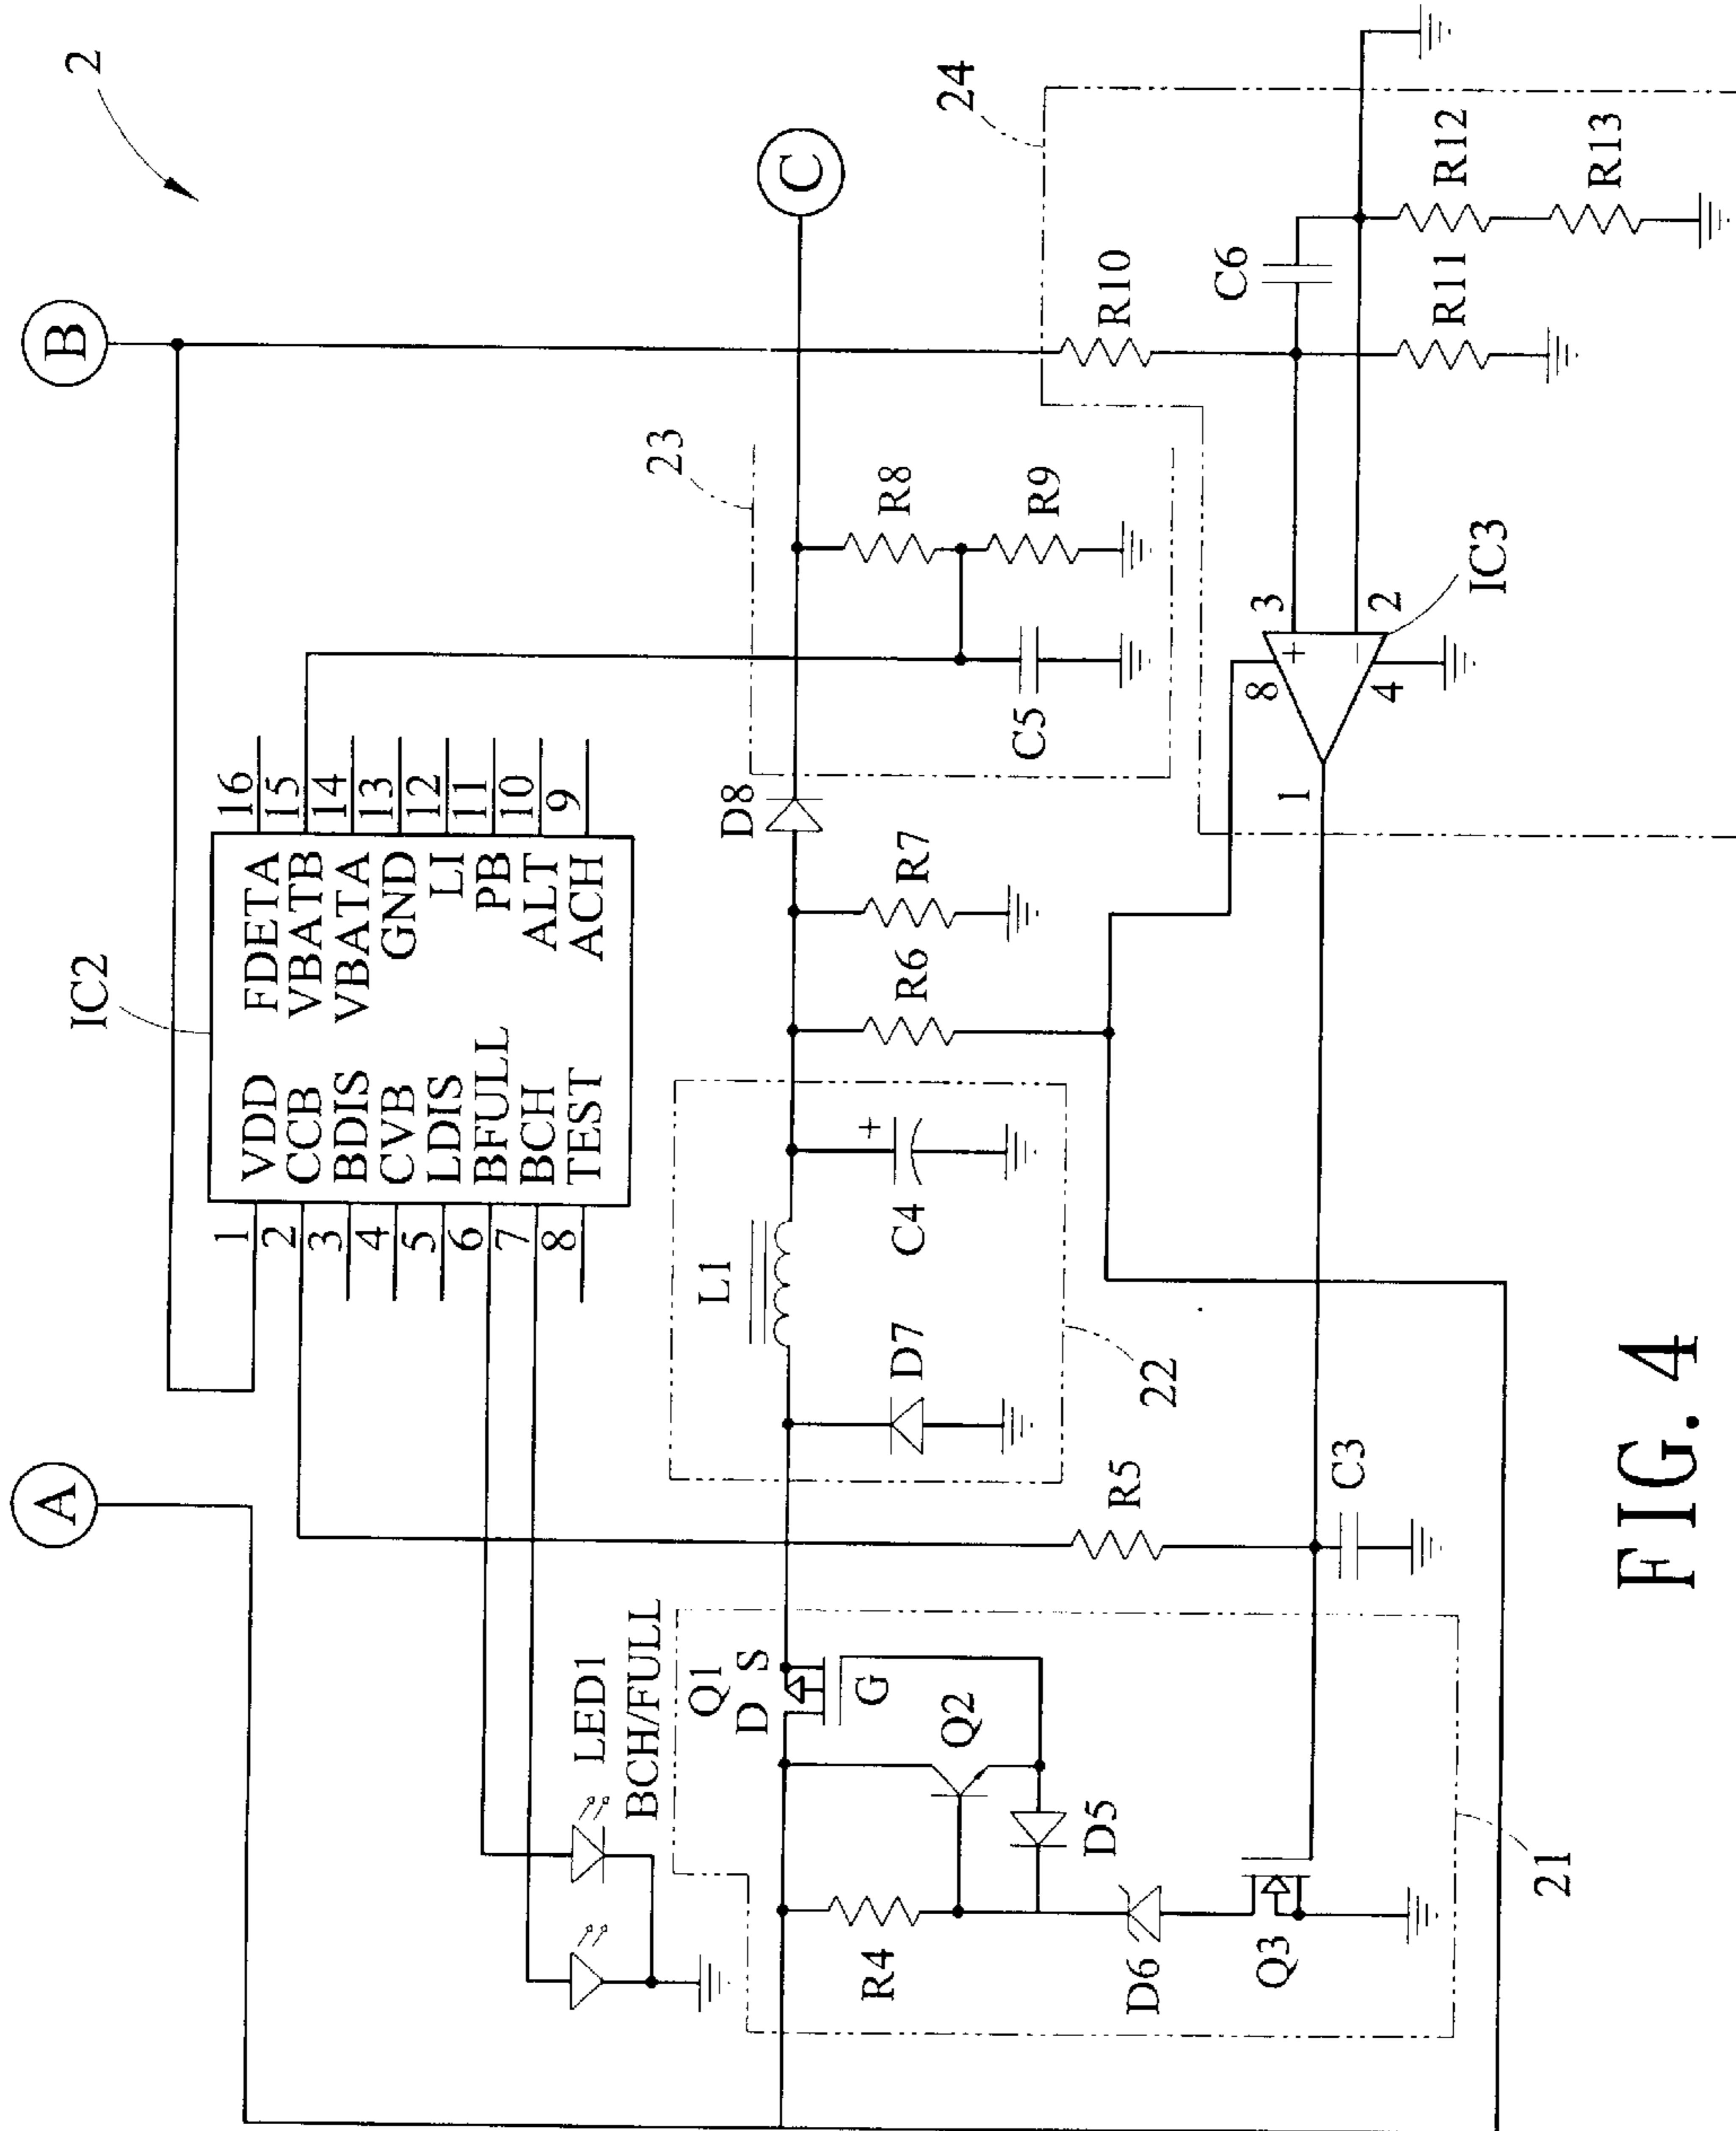 2
A
B
IC2
1
2
3
4
5
6
7
8
VDD
CCB
BDIS
CVB
LDIS
BFULL
BCH
TEST
FDETA
VBATB
VBATA
GND
LI
PB
ALT
ACH
16
15
14
13
12
11
10
9
LED1
BCH/FULL
Q1
D S
G
Q2
R4
D5
D6
Q3
21
L1
D7
C4
22
R5
C3
R6
R7
D8
23
C
R8
R9
C5
24
R10
C6
R11
R12
R13
8
3
+
−
2
4
1
IC3
+
FIG. 4